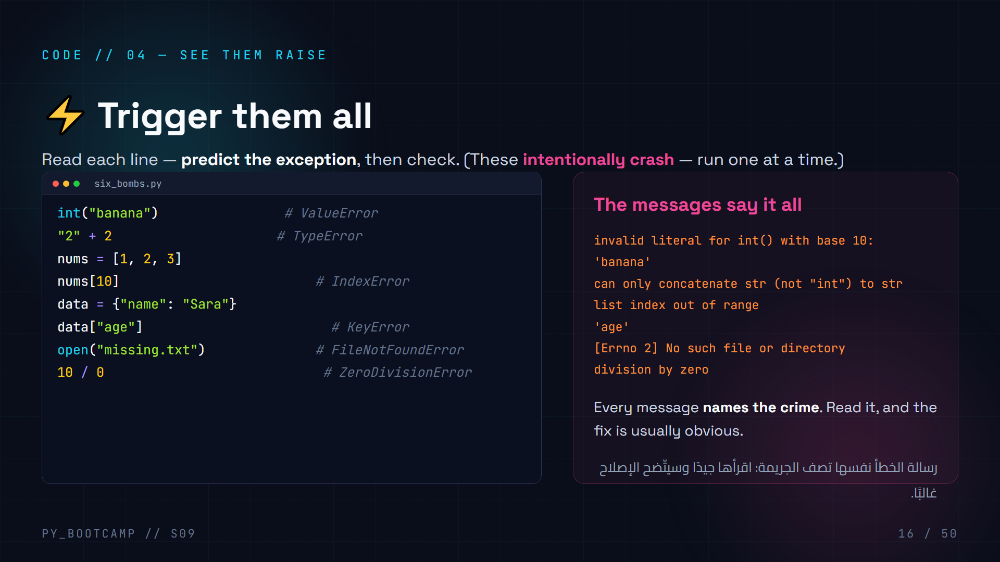 CODE // 04 — SEE THEM RAISE
⚡ Trigger them all
Read each line — predict the exception, then check. (These intentionally crash — run one at a time.)
six_bombs.py
int("banana") # ValueError
"2" + 2 # TypeError
nums = [1, 2, 3]
nums[10] # IndexError
data = {"name": "Sara"}
data["age"] # KeyError
open("missing.txt") # FileNotFoundError
10 / 0 # ZeroDivisionError
The messages say it all
invalid literal for int() with base 10:
'banana'
can only concatenate str (not "int") to str
list index out of range
'age'
[Errno 2] No such file or directory
division by zero
Every message names the crime. Read it, and the
fix is usually obvious.
رسالة الخطأ نفسها تصف الجريمة: اقرأها جيدًا وسيتّضح الإصلاح
غالبًا.
PY_BOOTCAMP // S09
16 / 50